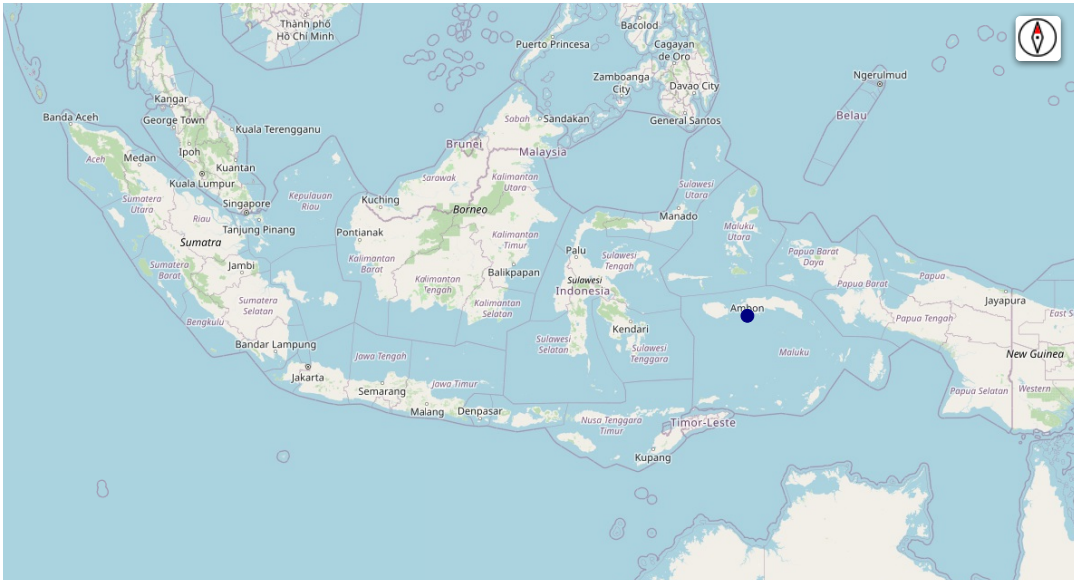 Thành phố
Hồ Chí Minh
Bacolod
Puerto Princesa
Cagayan
de Oro
Zamboanga
City
Davao City
Ngerulmud
Kangar
Banda Aceh
George Town
Kuala Terengganu
Sabah
Sandakan
General Santos
Belau
Ipoh
Brunei
Malaysia
Aceh
Medan
Kuantan
Kuala Lumpur
Sarawak
Kalimantan
Utara
Sulawesi
Utara
Sumatera
Utara
Kepulauan
Riau
Kuching
Singapore
Borneo
Riau
Manado
Tanjung Pinang
Pontianak
Maluku
Utara
Sumatra
Kalimantan
Timur
Palu
Papua Barat
Daya
Kalimantan
Barat
Sulawesi
Tengah
Sumatera
Barat
Jambi
Balikpapan
Sulawesi
Papua
Kalimantan
Tengah
Indonesia
Papua Barat
Sumatera
Selatan
Kalimantan
Selatan
Ambon
Jayapura
East S
Bengkulu
Papua Tengah
Kendari
Bandar Lampung
Sulawesi
Selatan
Sulawesi
Tenggara
Maluku
Jawa Tengah
New Guinea
Jakarta
Semarang
Jawa Timur
Papua Selatan
Western
Malang
Denpasar
Nusa Tenggara
Timur
Timor-Leste
Kupang